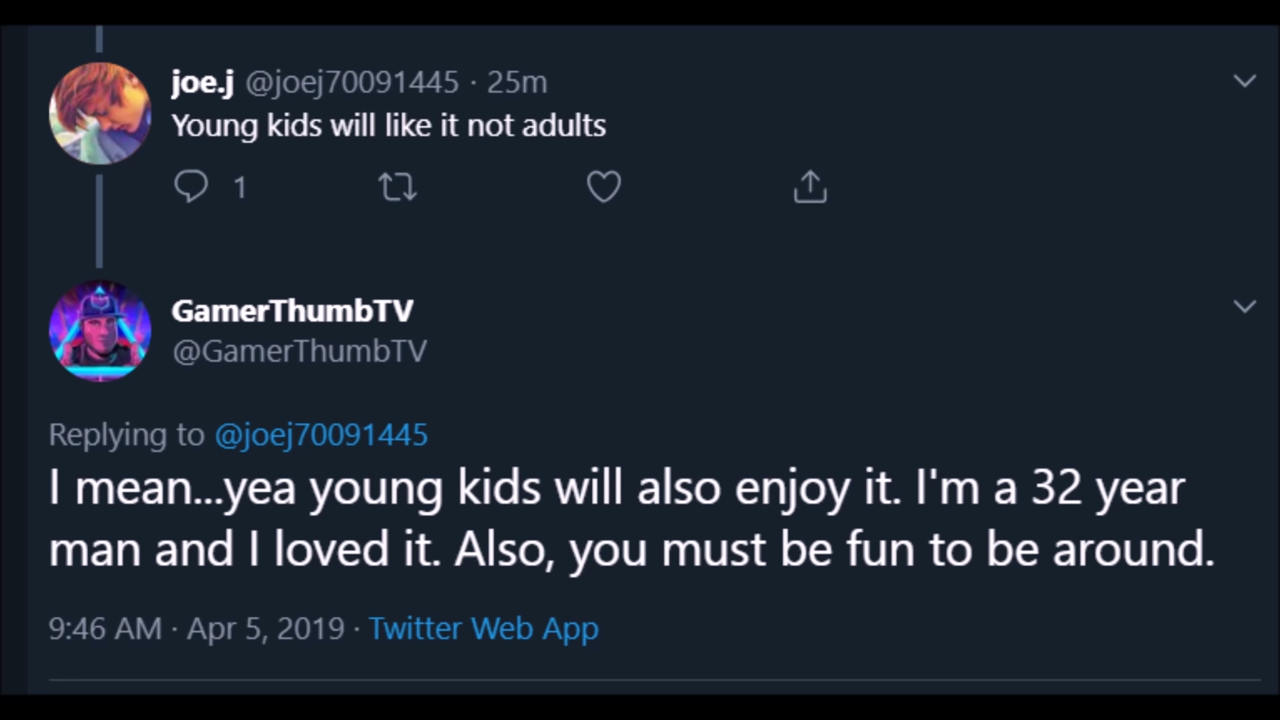 joe.j @joej70091445 · 25m
Young kids will like it not adults
1
GamerThumbTV
@GamerThumbTV
Replying to @joej70091445
I mean...yea young kids will also enjoy it. I'm a 32 year
man and I loved it. Also, you must be fun to be around.
9:46 AM · Apr 5, 2019 · Twitter Web App